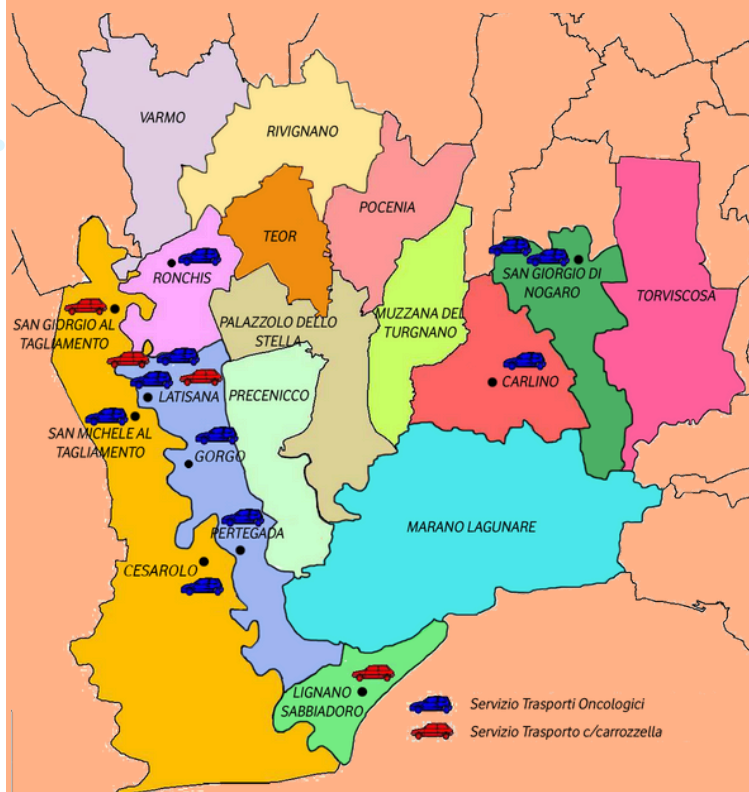 VARMO
RIVIGNANO
POCENIA
TEOR
RONCHIS
SAN GIORGIO DI
NOGARO
TORVISCOSA
SAN GIORGIO AL
TAGLIAMENTO
PALAZZOLO DELLO
STELLA
MUZZANA DEL
TURGNANO
CARLINO
LATISANA
PRECENICCO
SAN MICHELE AL
TAGLIAMENTO
GORGO
MARANO LAGUNARE
PERTEGADA
CESAROLO
LIGNANO
SABBIADORO
Servizio Trasporti Oncologici
Servizio Trasporto c/carrozzella